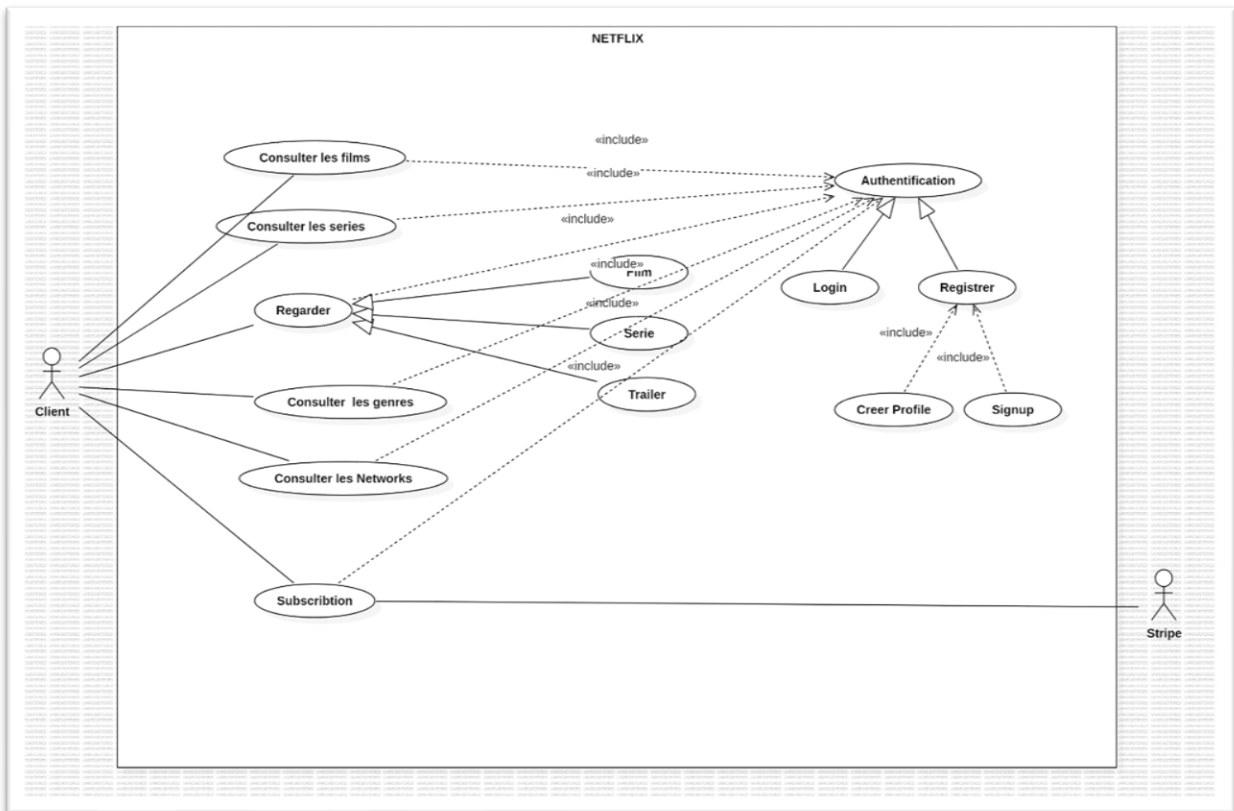 NETFLIX
«include»
Consulter les films
«include»
Authentification
«include»
Consulter les series
«include»
Film
Login
Registrer
Regarder
«include»
Serie
«include»
«include»
«include»
Trailer
Client
Consulter  les genres
Creer Profile
Signup
Consulter les Networks
Subscribtion
Stripe